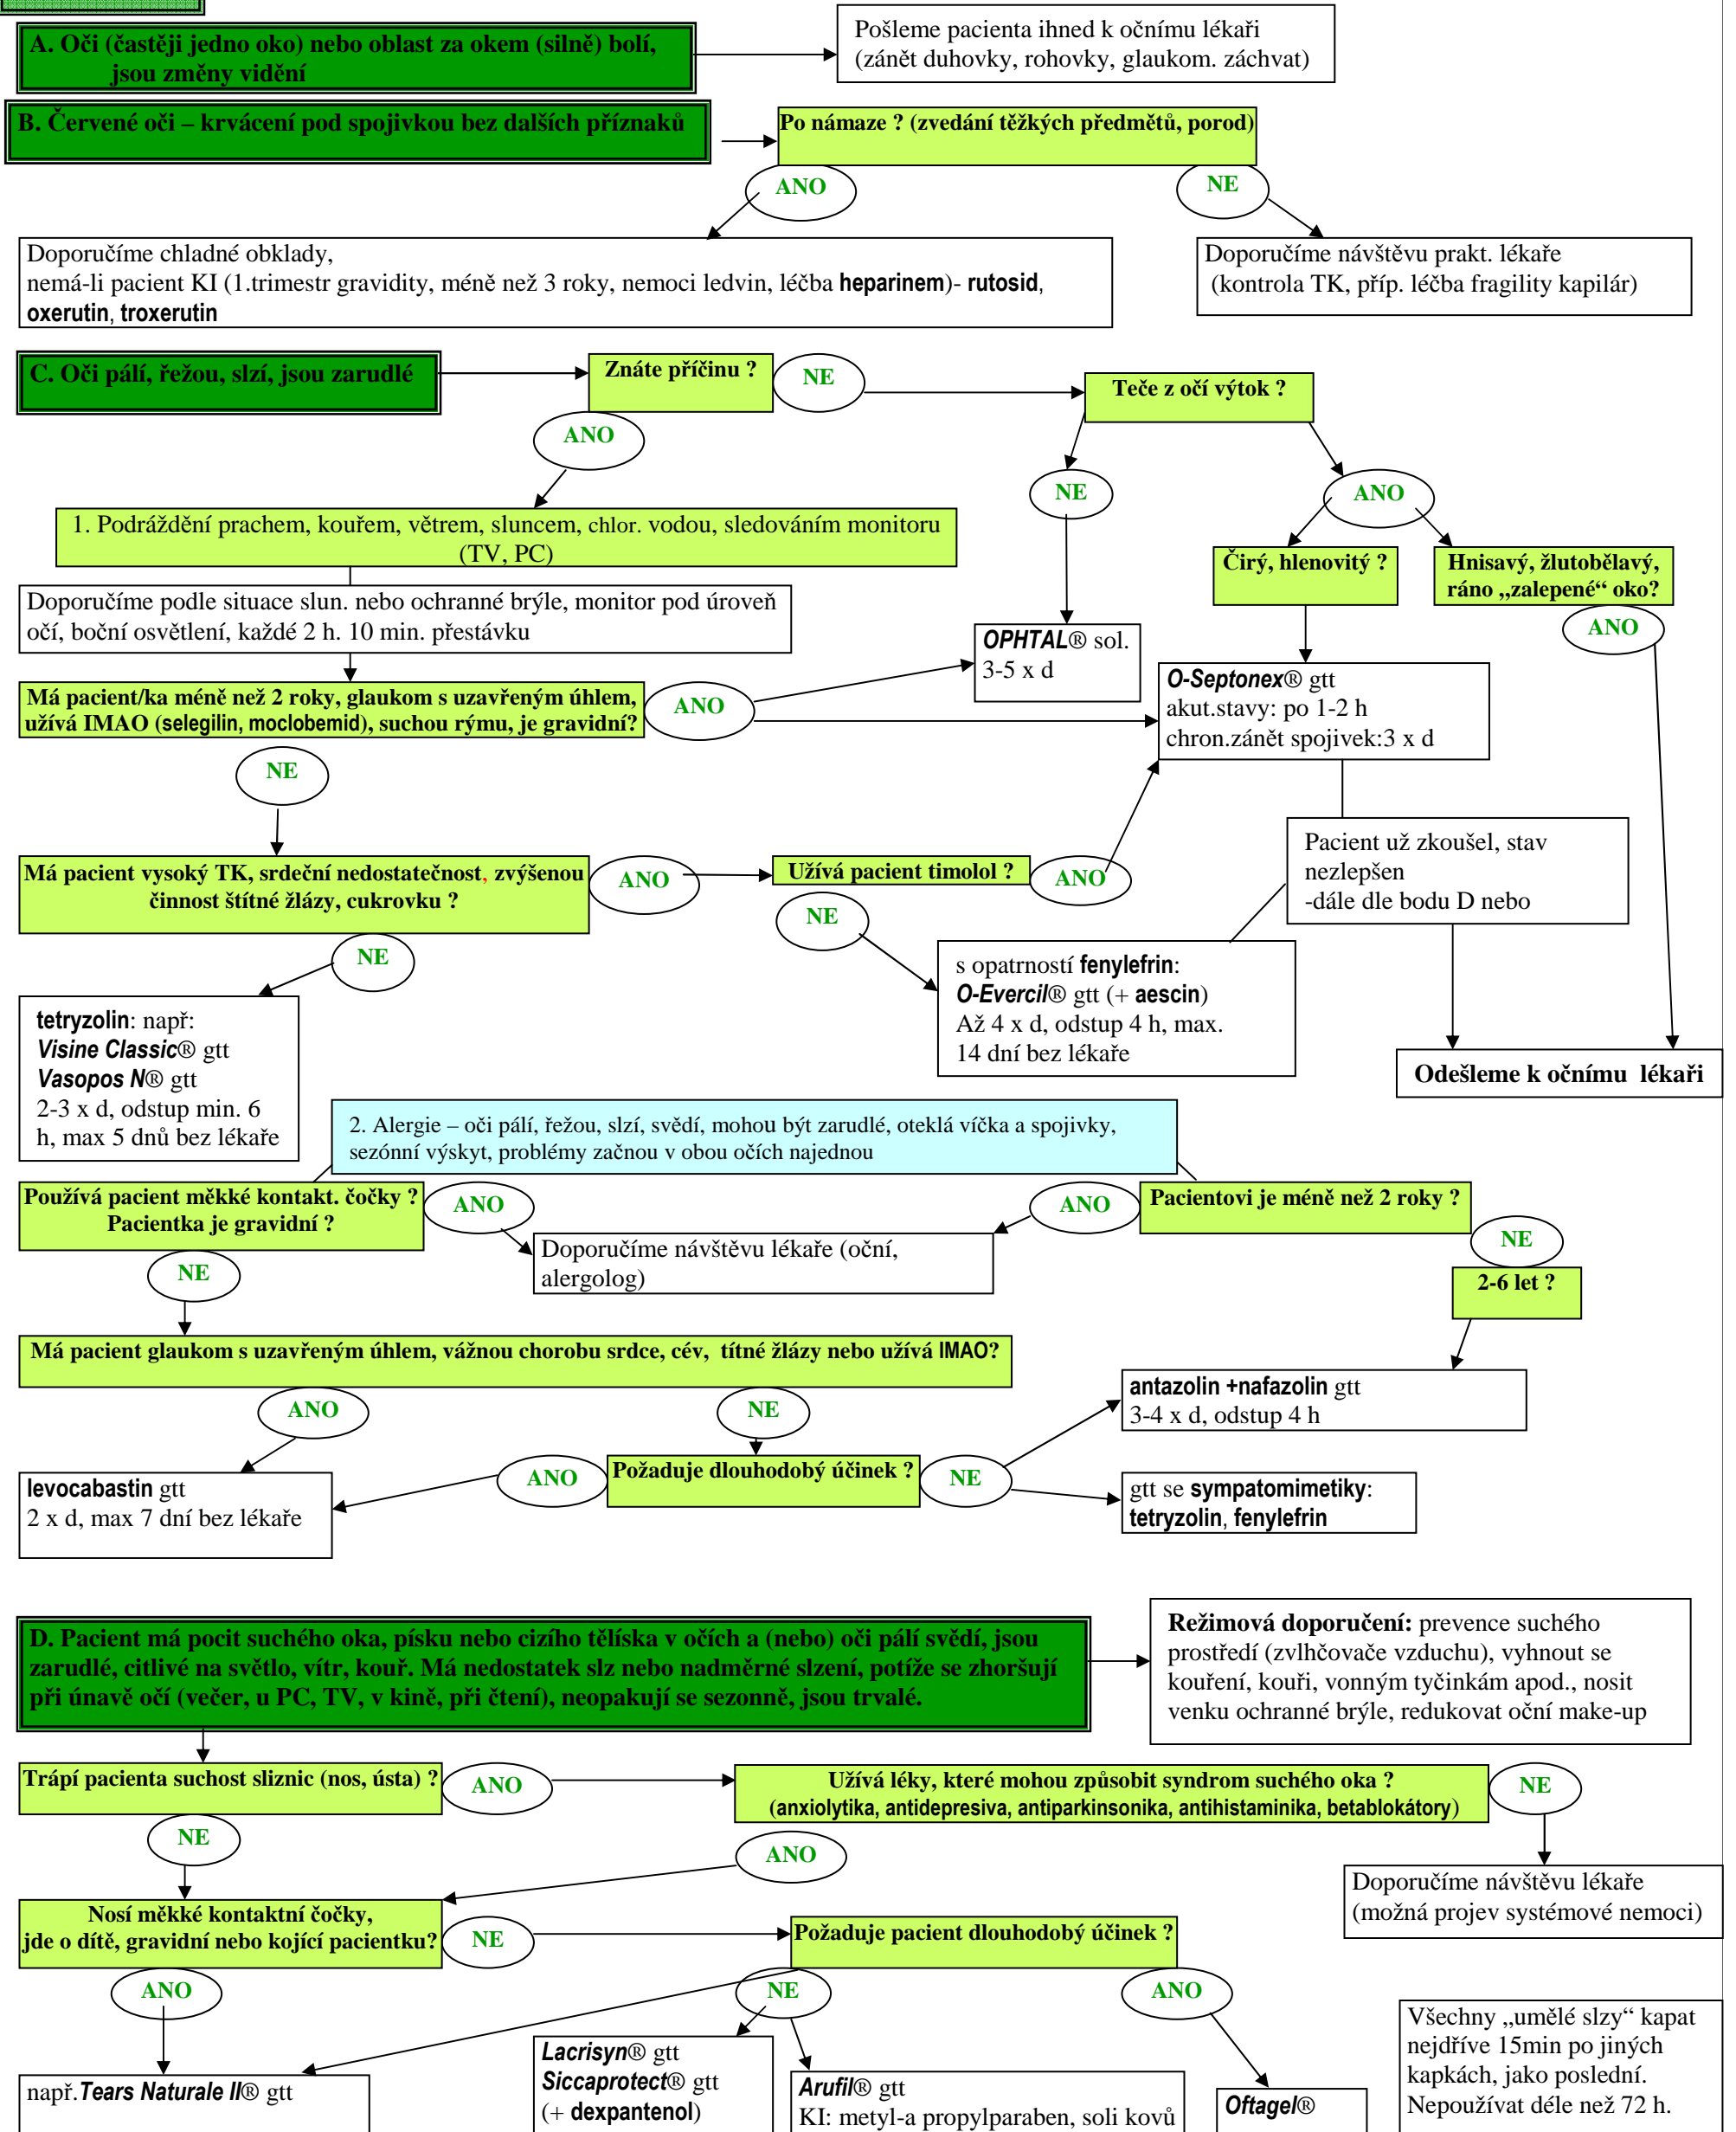 A. Oči (častěji jedno oko) nebo oblast za okem (silně) bolí,
jsou změny vidění
Pošleme pacienta ihned k očnímu lékaři
(zánět duhovky, rohovky, glaukom. záchvat)
B. Červené oči – krvácení pod spojivkou bez dalších příznaků
Po námaze ? (zvedání těžkých předmětů, porod)
ANO
NE
Doporučíme chladné obklady,
nemá-li pacient KI (1.trimestr gravidity, méně než 3 roky, nemoci ledvin, léčba heparinem)- rutosid,
oxerutin, troxerutin
Doporučíme návštěvu prakt. lékaře
(kontrola TK, příp. léčba fragility kapilár)
C. Oči pálí, řežou, slzí, jsou zarudlé
Znáte příčinu ?
NE
Teče z očí výtok ?
ANO
NE
ANO
1. Podráždění prachem, kouřem, větrem, sluncem, chlor. vodou, sledováním monitoru
(TV, PC)
Čirý, hlenovitý ?
Hnisavý, žlutobělavý,
ráno „zalepené“ oko?
ANO
Doporučíme podle situace slun. nebo ochranné brýle, monitor pod úroveň
očí, boční osvětlení, každé 2 h. 10 min. přestávku
OPHTAL® sol.
3-5 x d
O-Septonex® gtt
akut.stavy: po 1-2 h
chron.zánět spojivek:3 x d
Má pacient/ka méně než 2 roky, glaukom s uzavřeným úhlem,
užívá IMAO (selegilin, moclobemid), suchou rýmu, je gravidní?
ANO
NE
Pacient už zkoušel, stav
nezlepšen
-dále dle bodu D nebo
Má pacient vysoký TK, srdeční nedostatečnost, zvýšenou
činnost štítné žlázy, cukrovku ?
ANO
Užívá pacient timolol ?
ANO
NE
NE
s opatrností fenylefrin:
O-Evercil® gtt (+ aescin)
Až 4 x d, odstup 4 h, max.
14 dní bez lékaře
tetryzolin: např:
Visine Classic® gtt
Vasopos N® gtt
2-3 x d, odstup min. 6
h, max 5 dnů bez lékaře
Odešleme k očnímu lékaři
2. Alergie – oči pálí, řežou, slzí, svědí, mohou být zarudlé, oteklá víčka a spojivky,
sezónní výskyt, problémy začnou v obou očích najednou
Používá pacient měkké kontakt. čočky ?
Pacientka je gravidní ?
ANO
ANO
Pacientovi je méně než 2 roky ?
NE
Doporučíme návštěvu lékaře (oční,
alergolog)
NE
2-6 let ?
Má pacient glaukom s uzavřeným úhlem, vážnou chorobu srdce, cév, títné žlázy nebo užívá IMAO?
ANO
NE
antazolin +nafazolin gtt
3-4 x d, odstup 4 h
levocabastin gtt
2 x d, max 7 dní bez lékaře
ANO
Požaduje dlouhodobý účinek ?
NE
gtt se sympatomimetiky:
tetryzolin, fenylefrin
D. Pacient má pocit suchého oka, písku nebo cizího tělíska v očích a (nebo) oči pálí svědí, jsou
zarudlé, citlivé na světlo, vítr, kouř. Má nedostatek slz nebo nadměrné slzení, potíže se zhoršují
při únavě očí (večer, u PC, TV, v kině, při čtení), neopakují se sezonně, jsou trvalé.
Režimová doporučení: prevence suchého
prostředí (zvlhčovače vzduchu), vyhnout se
kouření, kouři, vonným tyčinkám apod., nosit
venku ochranné brýle, redukovat oční make-up
Trápí pacienta suchost sliznic (nos, ústa) ?
ANO
Užívá léky, které mohou způsobit syndrom suchého oka ?
(anxiolytika, antidepresiva, antiparkinsonika, antihistaminika, betablokátory)
NE
NE
ANO
Doporučíme návštěvu lékaře
(možná projev systémové nemoci)
Nosí měkké kontaktní čočky,
jde o dítě, gravidní nebo kojící pacientku?
NE
Požaduje pacient dlouhodobý účinek ?
ANO
NE
ANO
např.Tears Naturale II® gtt
Lacrisyn® gtt
Siccaprotect® gtt
(+ dexpantenol)
Arufil® gtt
KI: metyl-a propylparaben, soli kovů
Oftagel®
Všechny „umělé slzy“ kapat
nejdříve 15min po jiných
kapkách, jako poslední.
Nepoužívat déle než 72 h.